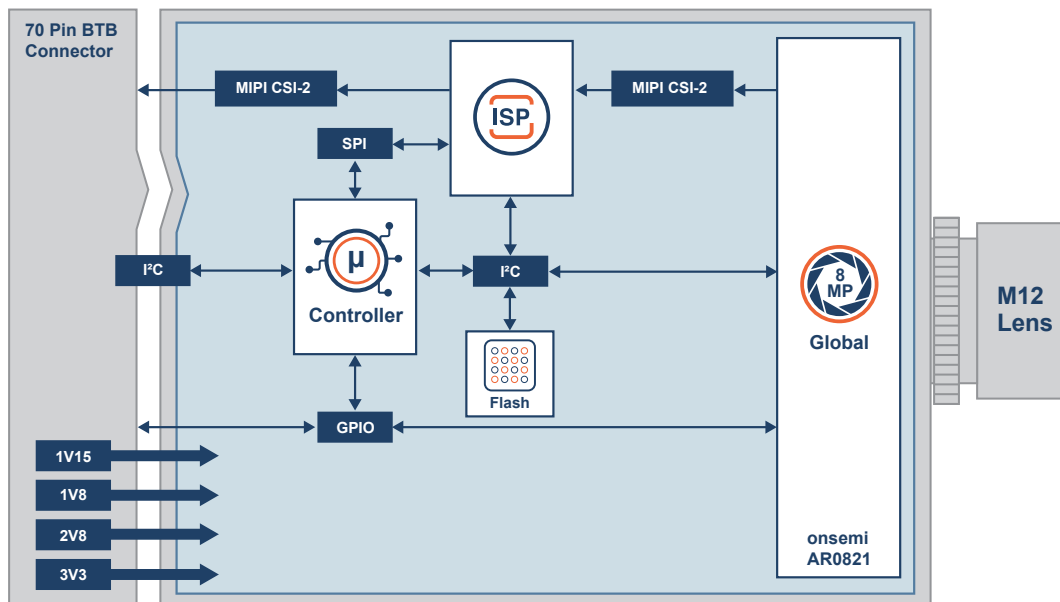 70 Pin BTB
Connector
MIPI CSI-2
ISP
MIPI CSI-2
SPI
I²C
µ
Controller
I²C
8
MP
Global
M12
Lens
Flash
GPIO
1V15
1V8
2V8
3V3
onsemi
AR0821